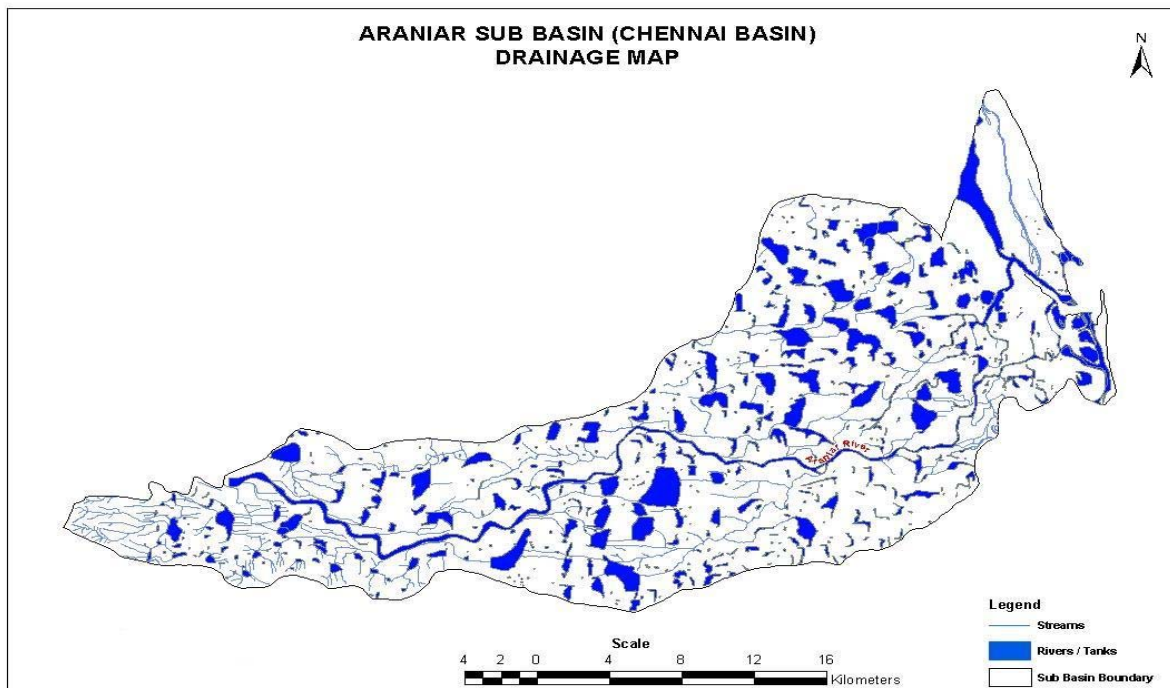 ARANIAR SUB BASIN (CHENNAI BASIN)
DRAINAGE MAP
N
Araniar River
Legend
Streams
Rivers / Tanks
Sub Basin Boundary
Scale
4 2 0 4 8 12 16
Kilometers